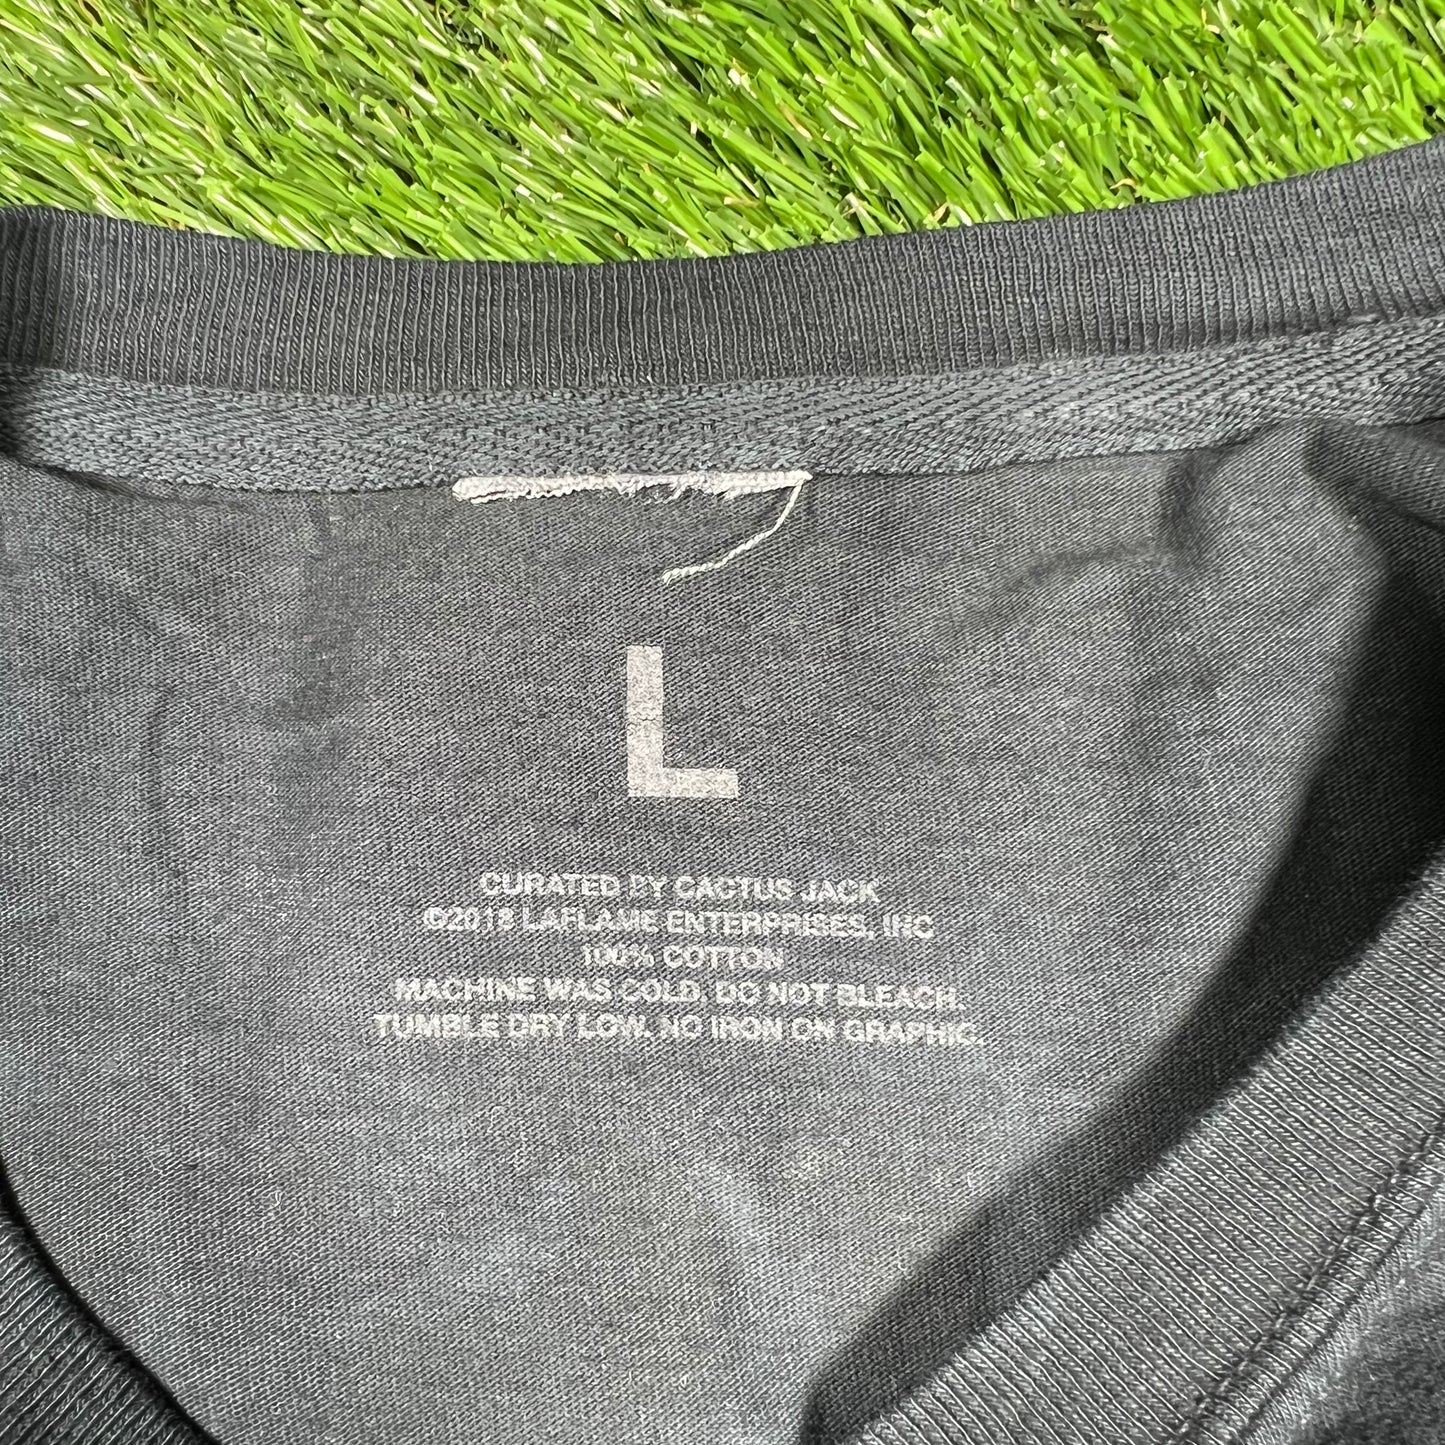 L
CURATED BY CACTUS JACK
©2018 LAFLAME ENTERPRISES, INC
100% COTTON
MACHINE WAS COLD. DO NOT BLEACH.
TUMBLE DRY LOW. NO IRON ON GRAPHIC.